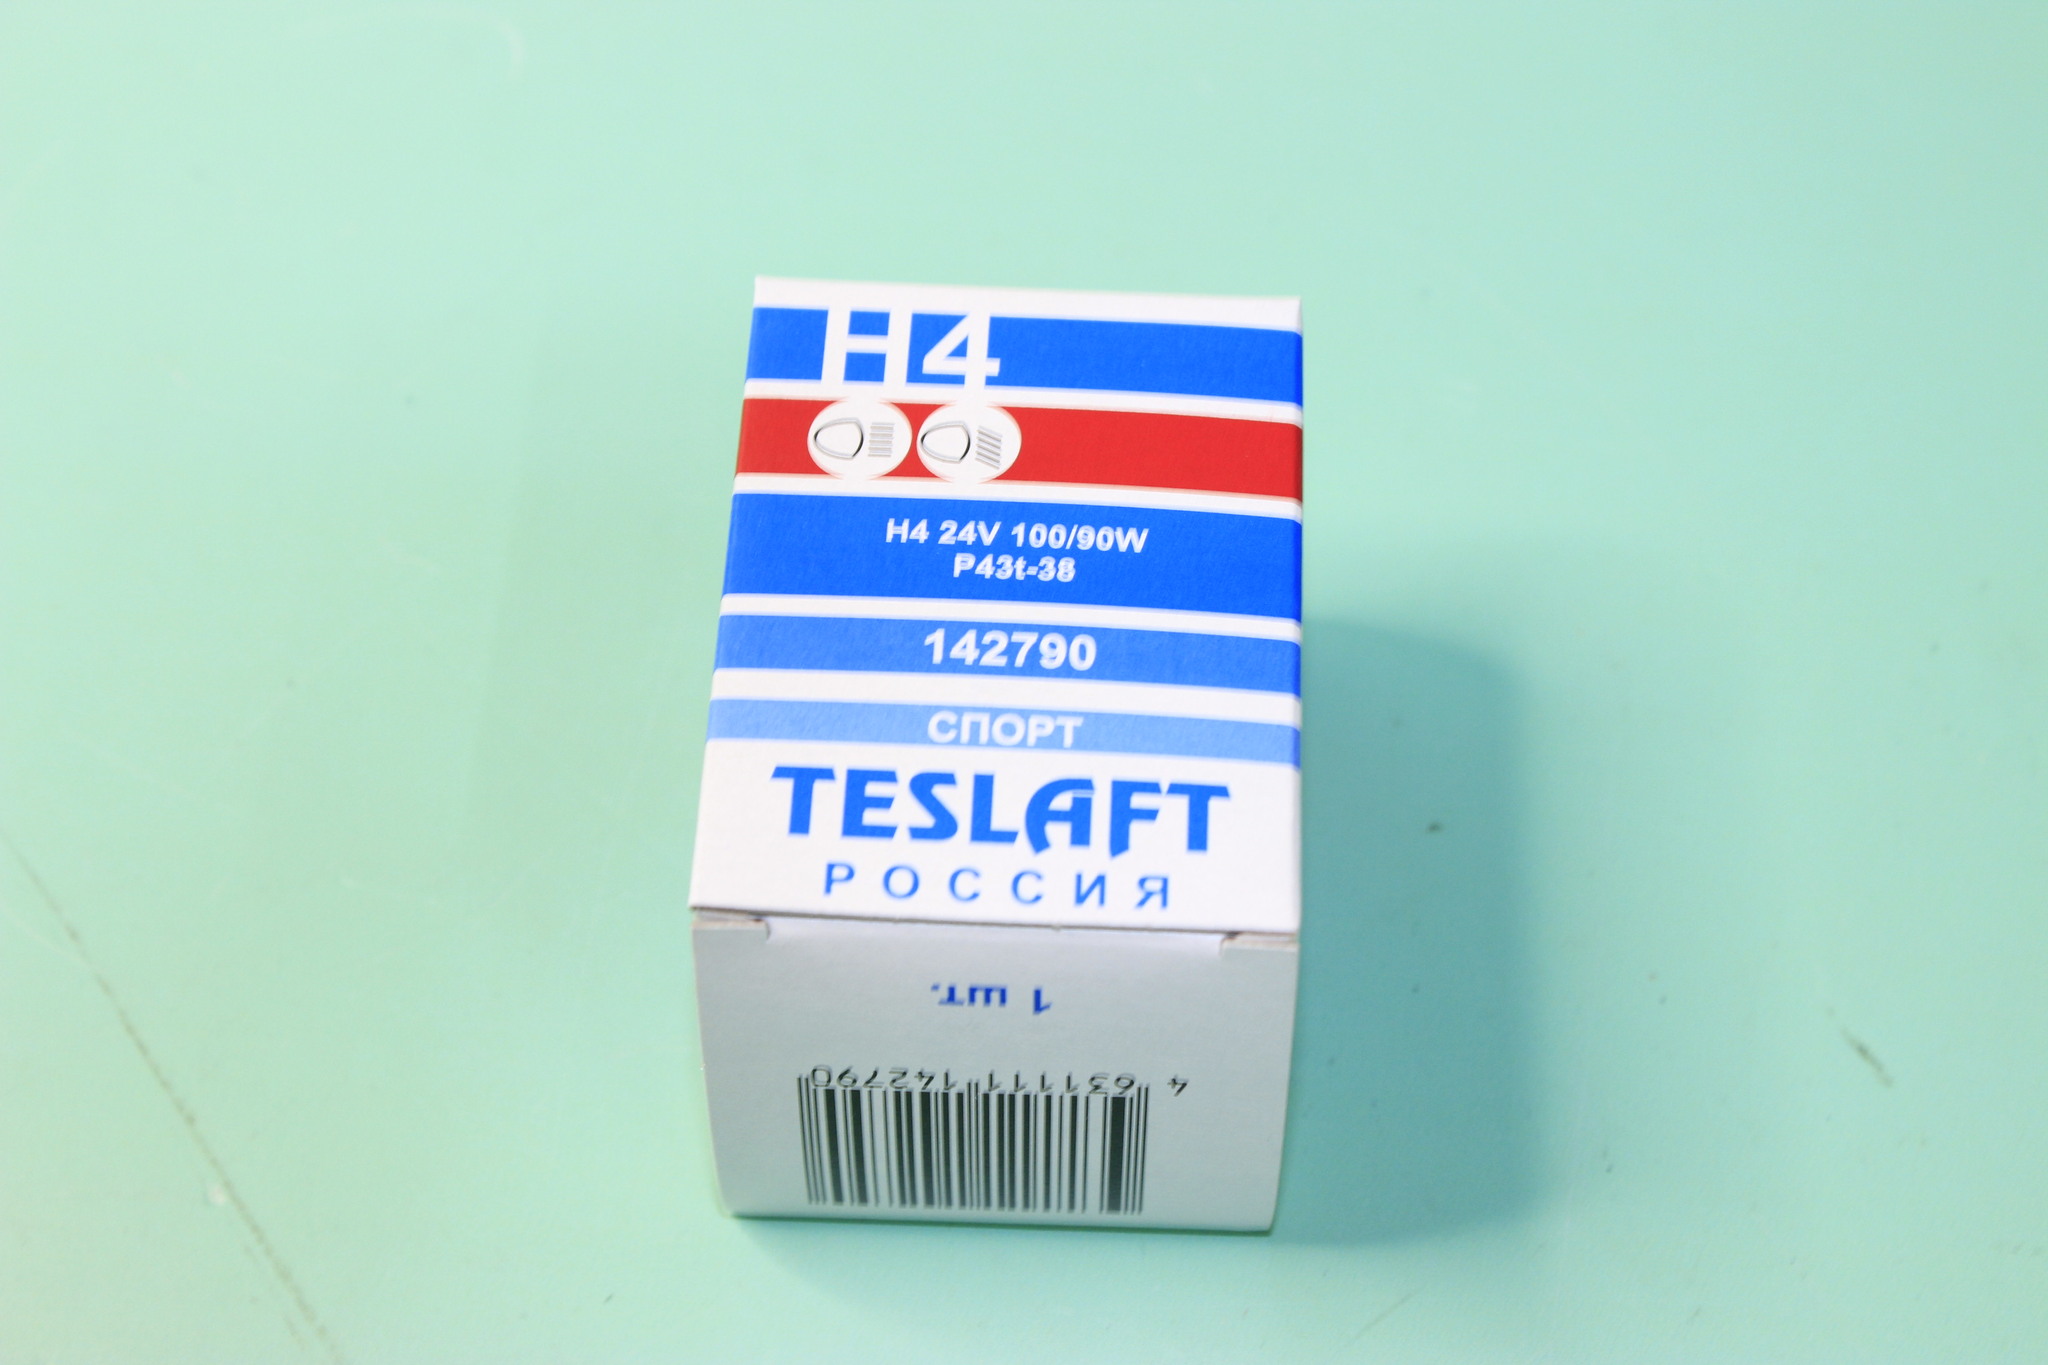 H4
H4 24V 100/90W
P43t-38
142790
СПОРТ
TESLAFT
РОССИЯ
1 шт.
4 631111 142790